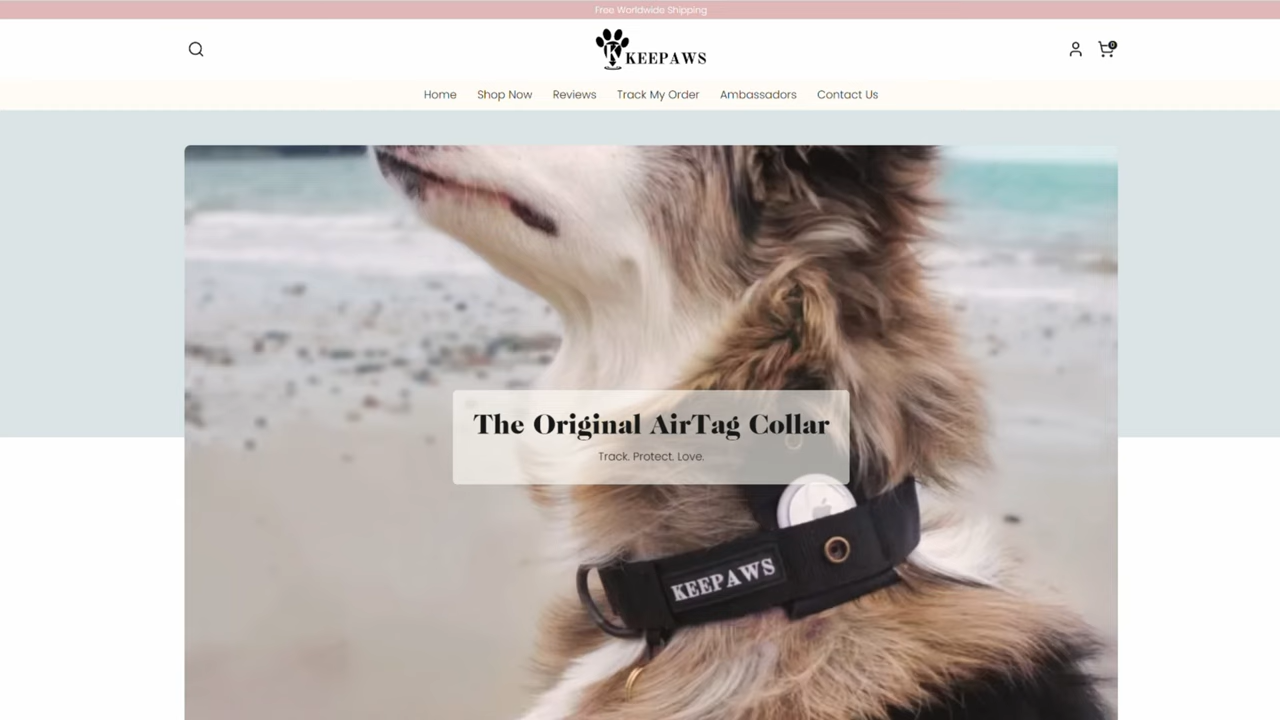 Free Worldwide Shipping
K
KEEPAWS
0
Home Shop Now Reviews Track My Order Ambassadors Contact Us
The Original AirTag Collar
Track. Protect. Love.
KEEPAWS